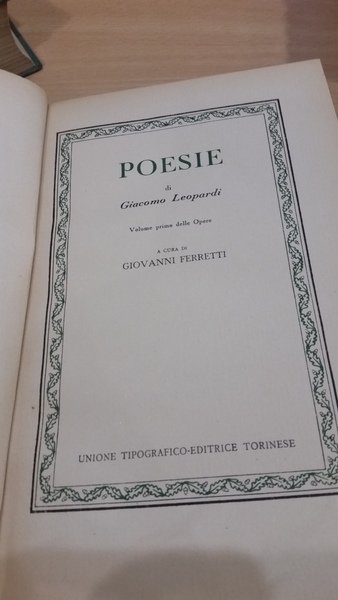 POESIE
di
Giacomo Leopardi
Volume primo delle Opere
A CURA DI
GIOVANNI FERRETTI
UNIONE TIPOGRAFICO-EDITRICE TORINESE